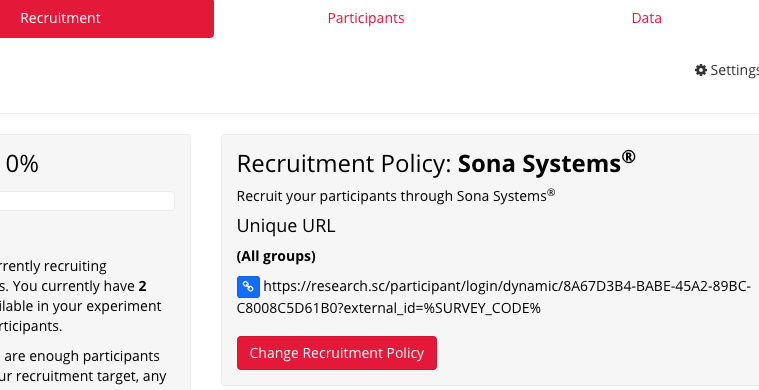 Recruitment
Participants
Data
Settings
0%
rrently recruiting
s. You currently have 2
ilable in your experiment
rticipants.
are enough participants
ur recruitment target, any
Recruitment Policy: Sona Systems®
Recruit your participants through Sona Systems®
Unique URL
(All groups)
https://research.sc/participant/login/dynamic/8A67D3B4-BABE-45A2-89BC-
C8008C5D61B0?external_id=%SURVEY_CODE%
Change Recruitment Policy